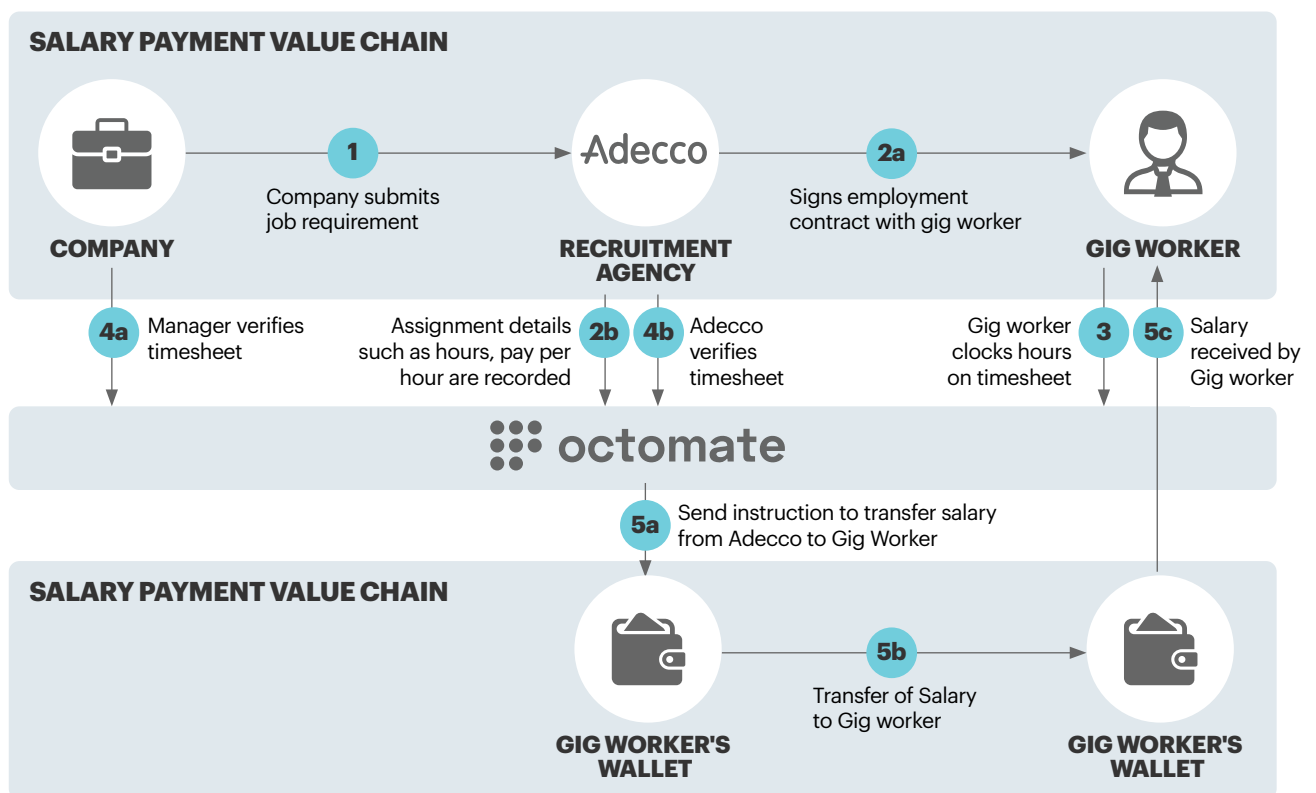 SALARY PAYMENT VALUE CHAIN
1
Company submits
job requirement
COMPANY
Adecco
RECRUITMENT
AGENCY
2a
Signs employment
contract with gig worker
GIG WORKER
4a
Manager verifies
timesheet
Assignment details
such as hours, pay per
hour are recorded
2b
4b
Adecco
verifies
timesheet
Gig worker
clocks hours
on timesheet
3
5c
Salary
received by
Gig worker
octomate
5a
Send instruction to transfer salary
from Adecco to Gig Worker
SALARY PAYMENT VALUE CHAIN
5b
Transfer of Salary
to Gig worker
GIG WORKER'S
WALLET
GIG WORKER'S
WALLET